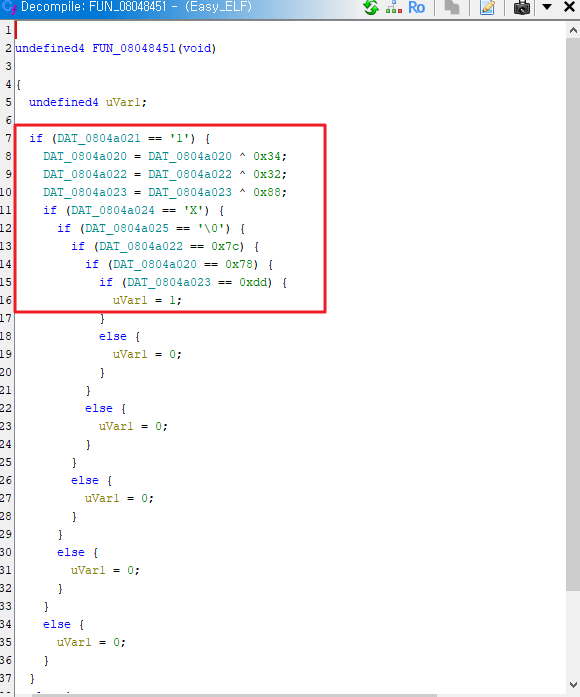 Decompile: FUN_08048451 - (Easy_ELF)
Ro
1
2 undefined4 FUN_08048451(void)
3
4 {
5 undefined4 uVar1;
6
7 if (DAT_0804a021 == '1') {
8 DAT_0804a020 = DAT_0804a020 ^ 0x34;
9 DAT_0804a022 = DAT_0804a022 ^ 0x32;
10 DAT_0804a023 = DAT_0804a023 ^ 0x88;
11 if (DAT_0804a024 == 'X') {
12 if (DAT_0804a025 == '\0') {
13 if (DAT_0804a022 == 0x7c) {
14 if (DAT_0804a020 == 0x78) {
15 if (DAT_0804a023 == 0xdd) {
16 uVar1 = 1;
17 }
18 else {
19 uVar1 = 0;
20 }
21 }
22 else {
23 uVar1 = 0;
24 }
25 }
26 else {
27 uVar1 = 0;
28 }
29 }
30 else {
31 uVar1 = 0;
32 }
33 }
34 else {
35 uVar1 = 0;
36 }
37 }